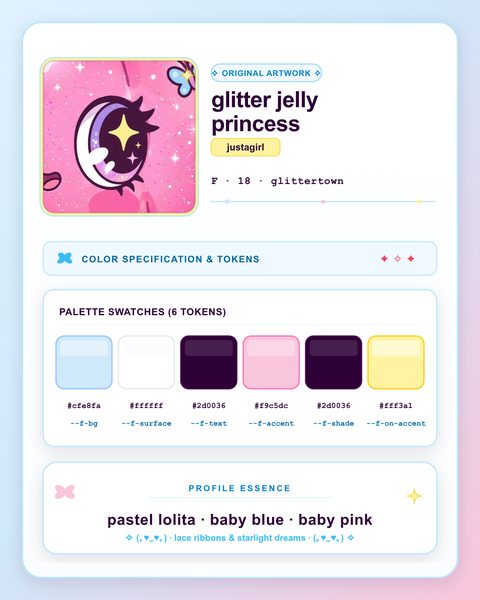 ✧ ORIGINAL ARTWORK ✧
glitter jelly
princess
justagirl
F · 18 · glittertown
COLOR SPECIFICATION & TOKENS
✦ ✧ ✦
PALETTE SWATCHES (6 TOKENS)
#cfe8fa #ffffff #2d0036 #f9c5dc #2d0036 #fff3a1
--f-bg --f-surface --f-text --f-accent --f-shade --f-on-accent
PROFILE ESSENCE
pastel lolita · baby blue · baby pink
✧ (｡♥‿♥｡) · lace ribbons & starlight dreams · (｡♥‿♥｡) ✧